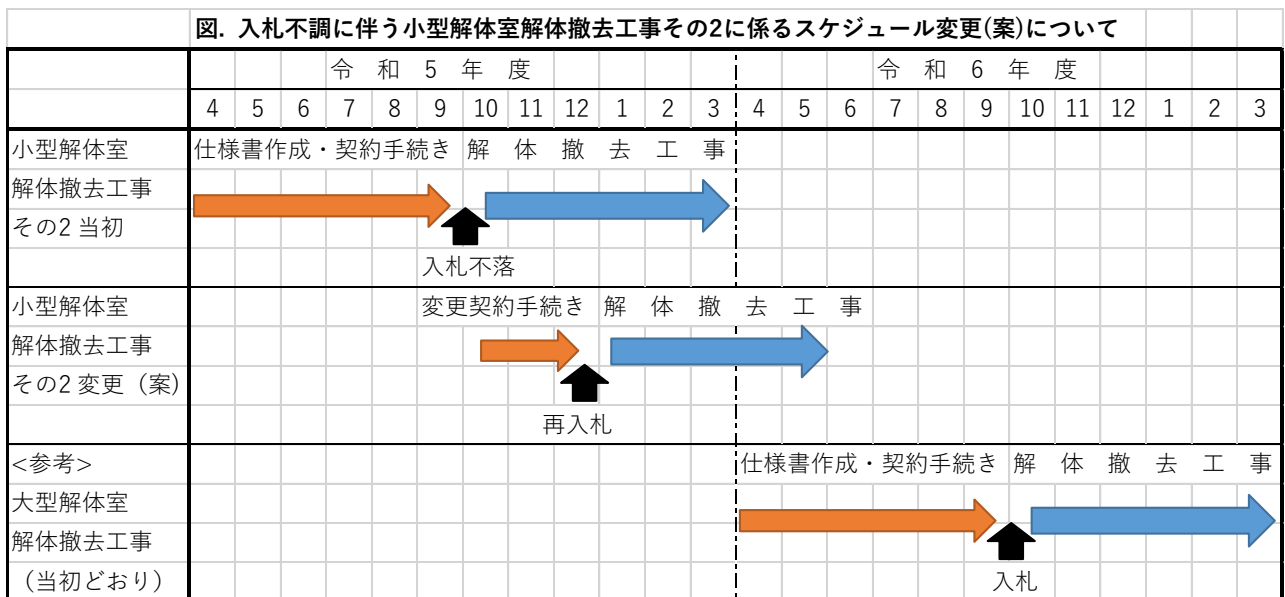 図. 入札不調に伴う小型解体室解体撤去工事その2に係るスケジュール変更(案)について
令 和 5 年 度 令 和 6 年 度
4 5 6 7 8 9 10 11 12 1 2 3 4 5 6 7 8 9 10 11 12 1 2 3
小型解体室 仕様書作成・契約手続き 解 体 撤 去 工 事
解体撤去工事
その2 当初
入札不落
小型解体室 変更契約手続き 解 体 撤 去 工 事
解体撤去工事
その2 変更（案)
再入札
<参考> 仕様書作成・契約手続き 解 体 撤 去 工 事
大型解体室
解体撤去工事
（当初どおり） 入札